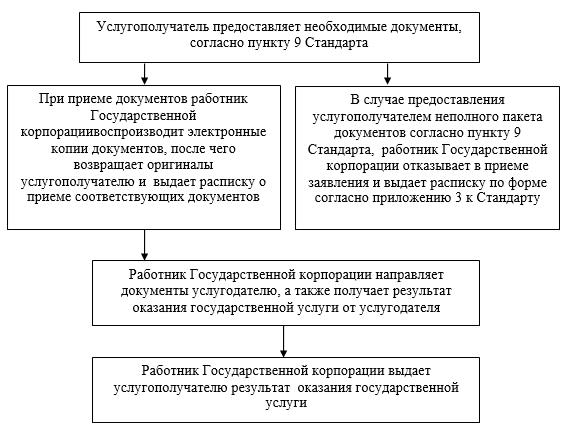 Услугополучатель предоставляет необходимые документы,
согласно пункту 9 Стандарта
При приеме документов работник
Государственной
корпорациивоспроизводит электронные
копии документов, после чего
возвращает оригиналы
услугополучателю и  выдает расписку о
приеме соответствующих документов
В случае предоставления
услугополучателем неполного пакета
документов согласно пункту 9
Стандарта,  работник Государственной
корпорации отказывает в приеме
заявления и выдает расписку по форме
согласно приложению 3 к Стандарту
Работник Государственной корпорации направляет
документы услугодателю, а также получает результат
оказания государственной услуги от услугодателя
Работник Государственной корпорации выдает
услугополучателю результат  оказания государственной
услуги